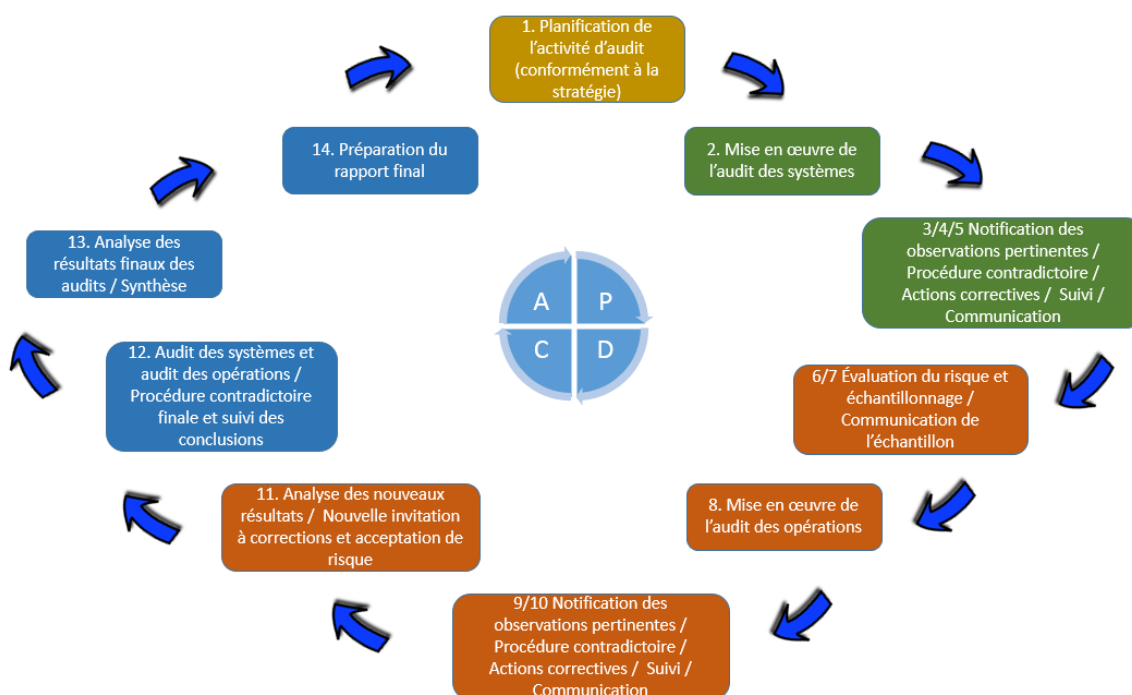 1. Planification de
l’activité d’audit
(conformément à la
stratégie)
2. Mise en œuvre de
l’audit des systèmes
3/4/5 Notification des
observations pertinentes /
Procédure contradictoire /
Actions correctives / Suivi /
Communication
6/7 Évaluation du risque et
échantillonnage /
Communication de
l’échantillon
8. Mise en œuvre de
l’audit des opérations
9/10 Notification des
observations pertinentes /
Procédure contradictoire /
Actions correctives / Suivi /
Communication
11. Analyse des nouveaux
résultats / Nouvelle invitation
à corrections et acceptation de
risque
12. Audit des systèmes et
audit des opérations /
Procédure contradictoire
finale et suivi des
conclusions
13. Analyse des
résultats finaux des
audits / Synthèse
14. Préparation du
rapport final
A P
C D